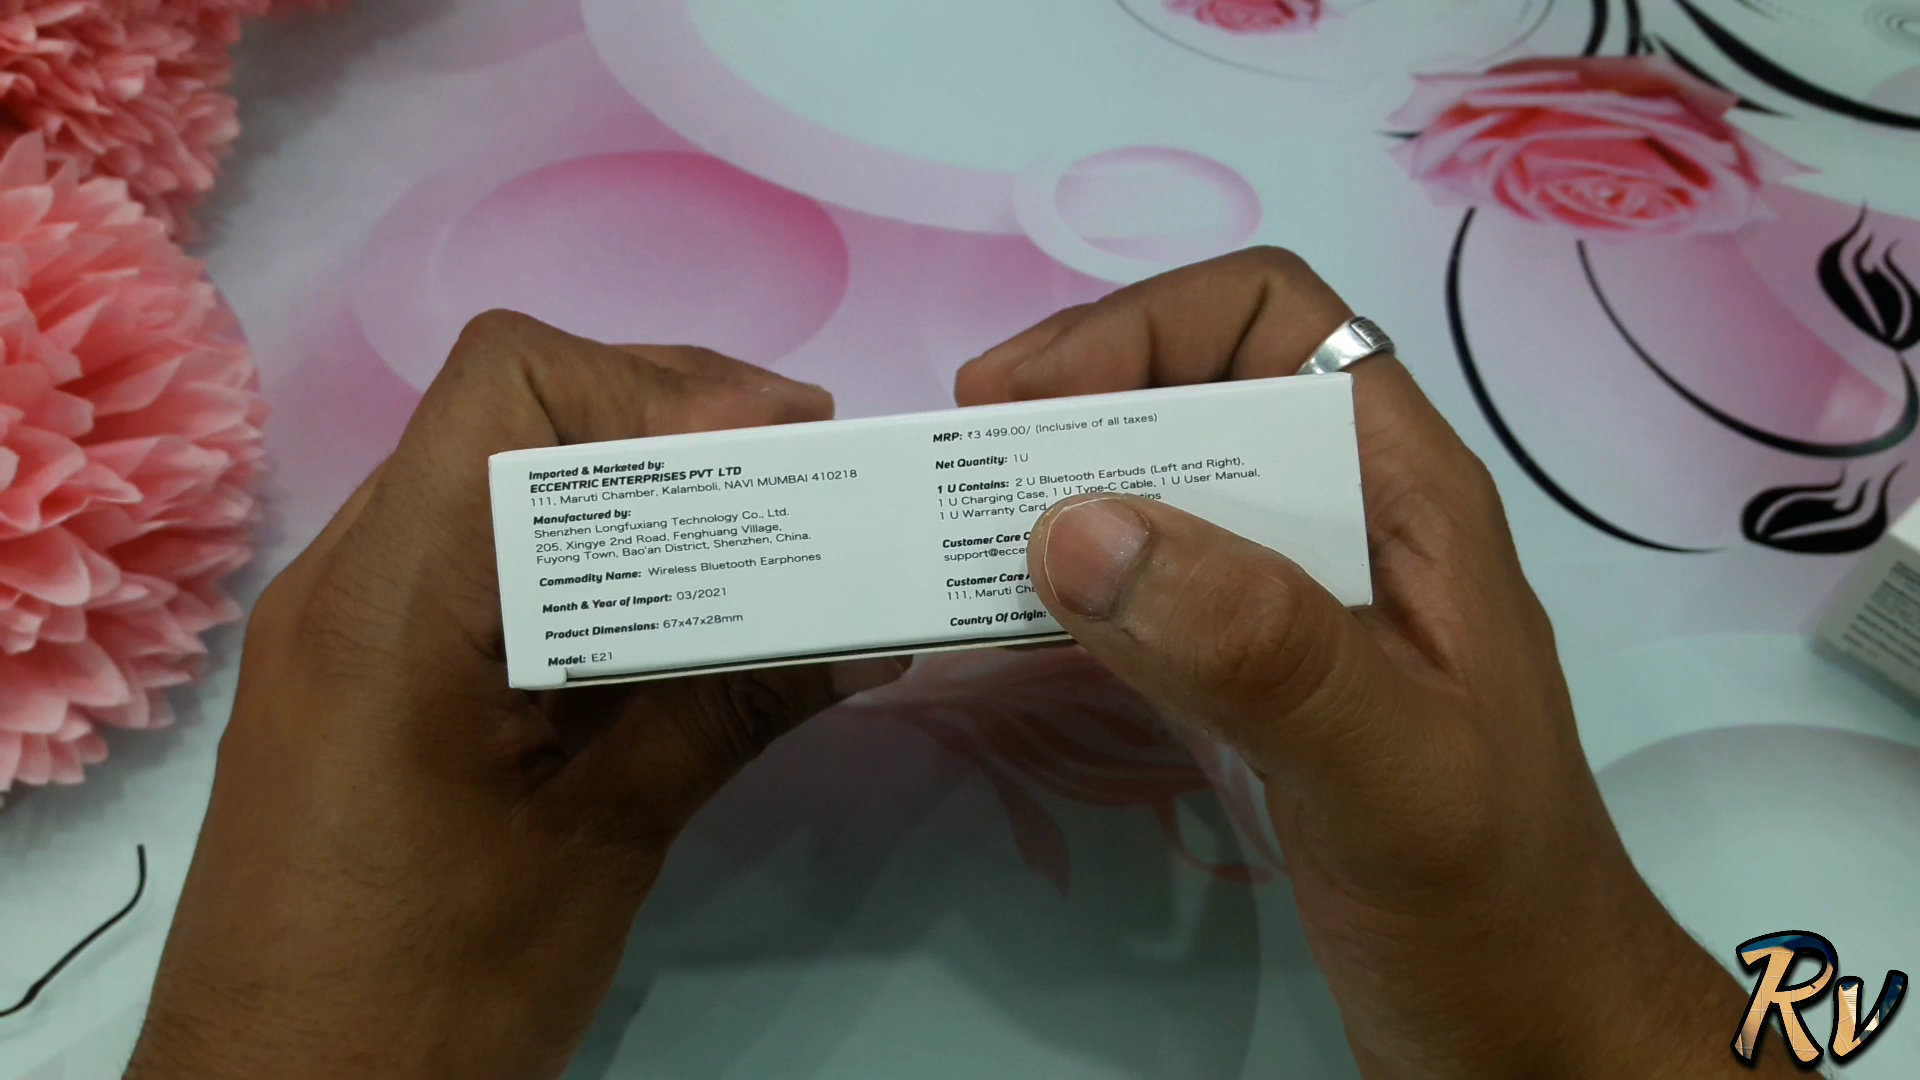 Imported & Marketed by:
ECCENTRIC ENTERPRISES PVT LTD
111, Maruti Chamber, Kalamboli, NAVI MUMBAI 410218
Manufactured by:
Shenzhen Longfuxiang Technology Co., Ltd.
205, Xingye 2nd Road, Fenghuang Village,
Fuyong Town, Bao'an District, Shenzhen, China.
Commodity Name: Wireless Bluetooth Earphones
Month & Year of Import: 03/2021
Product Dimensions: 67x47x28mm
Model: E21
MRP: ₹3 499.00/ (Inclusive of all taxes)
Net Quantity: 1U
1 U Contains: 2 U Bluetooth Earbuds (Left and Right),
1 U Charging Case, 1 U Type-C Cable, 1 U User Manual,
1 U Warranty Card
Customer Care
support@ecce
Customer Care
111, Maruti
Country Of Origin:
Rv